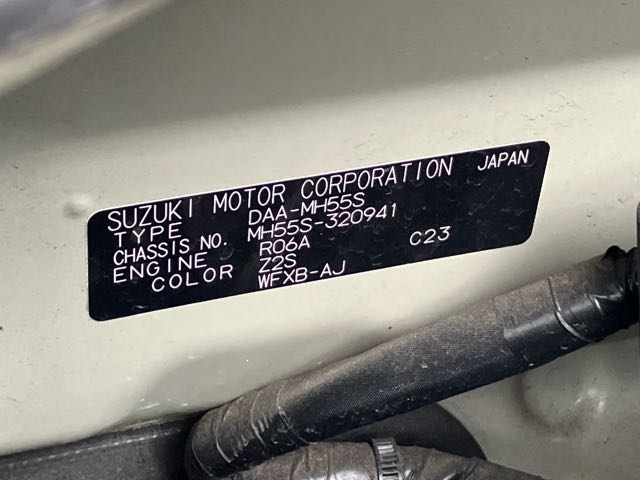 SUZUKI MOTOR CORPORATION JAPAN
TYPE DAA-MH55S
CHASSIS NO. MH55S-320941
ENGINE R06A C23
COLOR Z2S
WFXB-AJ